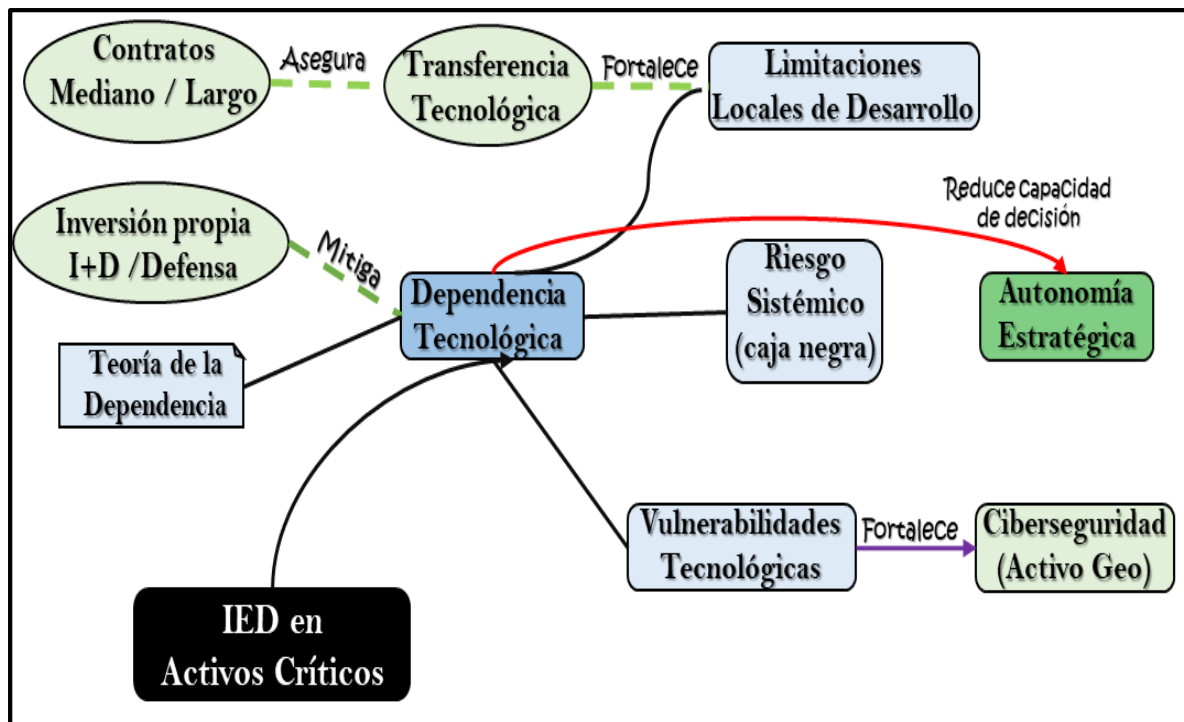 Contratos
Mediano / Largo
Asegura
Transferencia
Tecnológica
Fortalece
Limitaciones
Locales de Desarrollo
Inversión propia
I+D /Defensa
Mitiga
Reduce capacidad
de decisión
Dependencia
Tecnológica
Riesgo
Sistémico
(caja negra)
Autonomía
Estratégica
Teoría de la
Dependencia
Vulnerabilidades
Tecnológicas
Fortalece
Ciberseguridad
(Activo Geo)
IED en
Activos Críticos